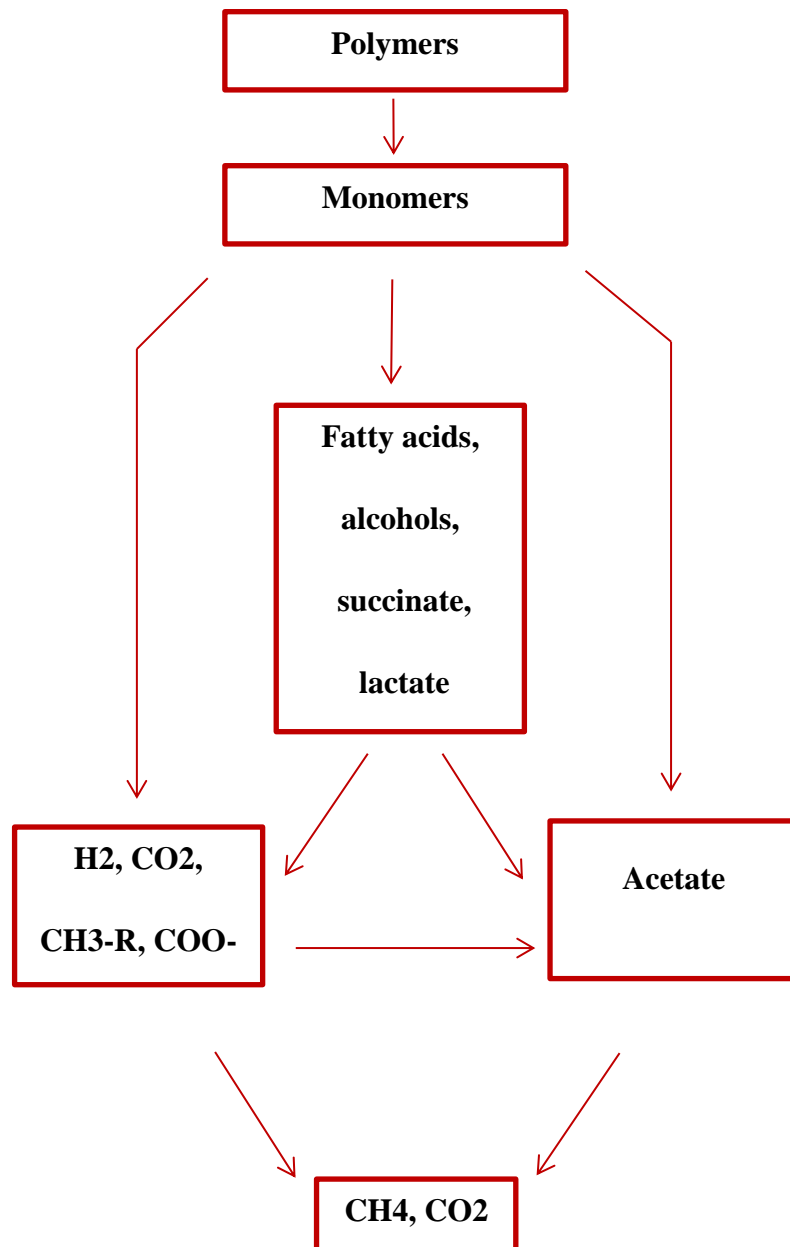 Polymers
Monomers
Fatty acids,
alcohols,
succinate,
lactate
H2, CO2,
CH3-R, COO-
Acetate
CH4, CO2